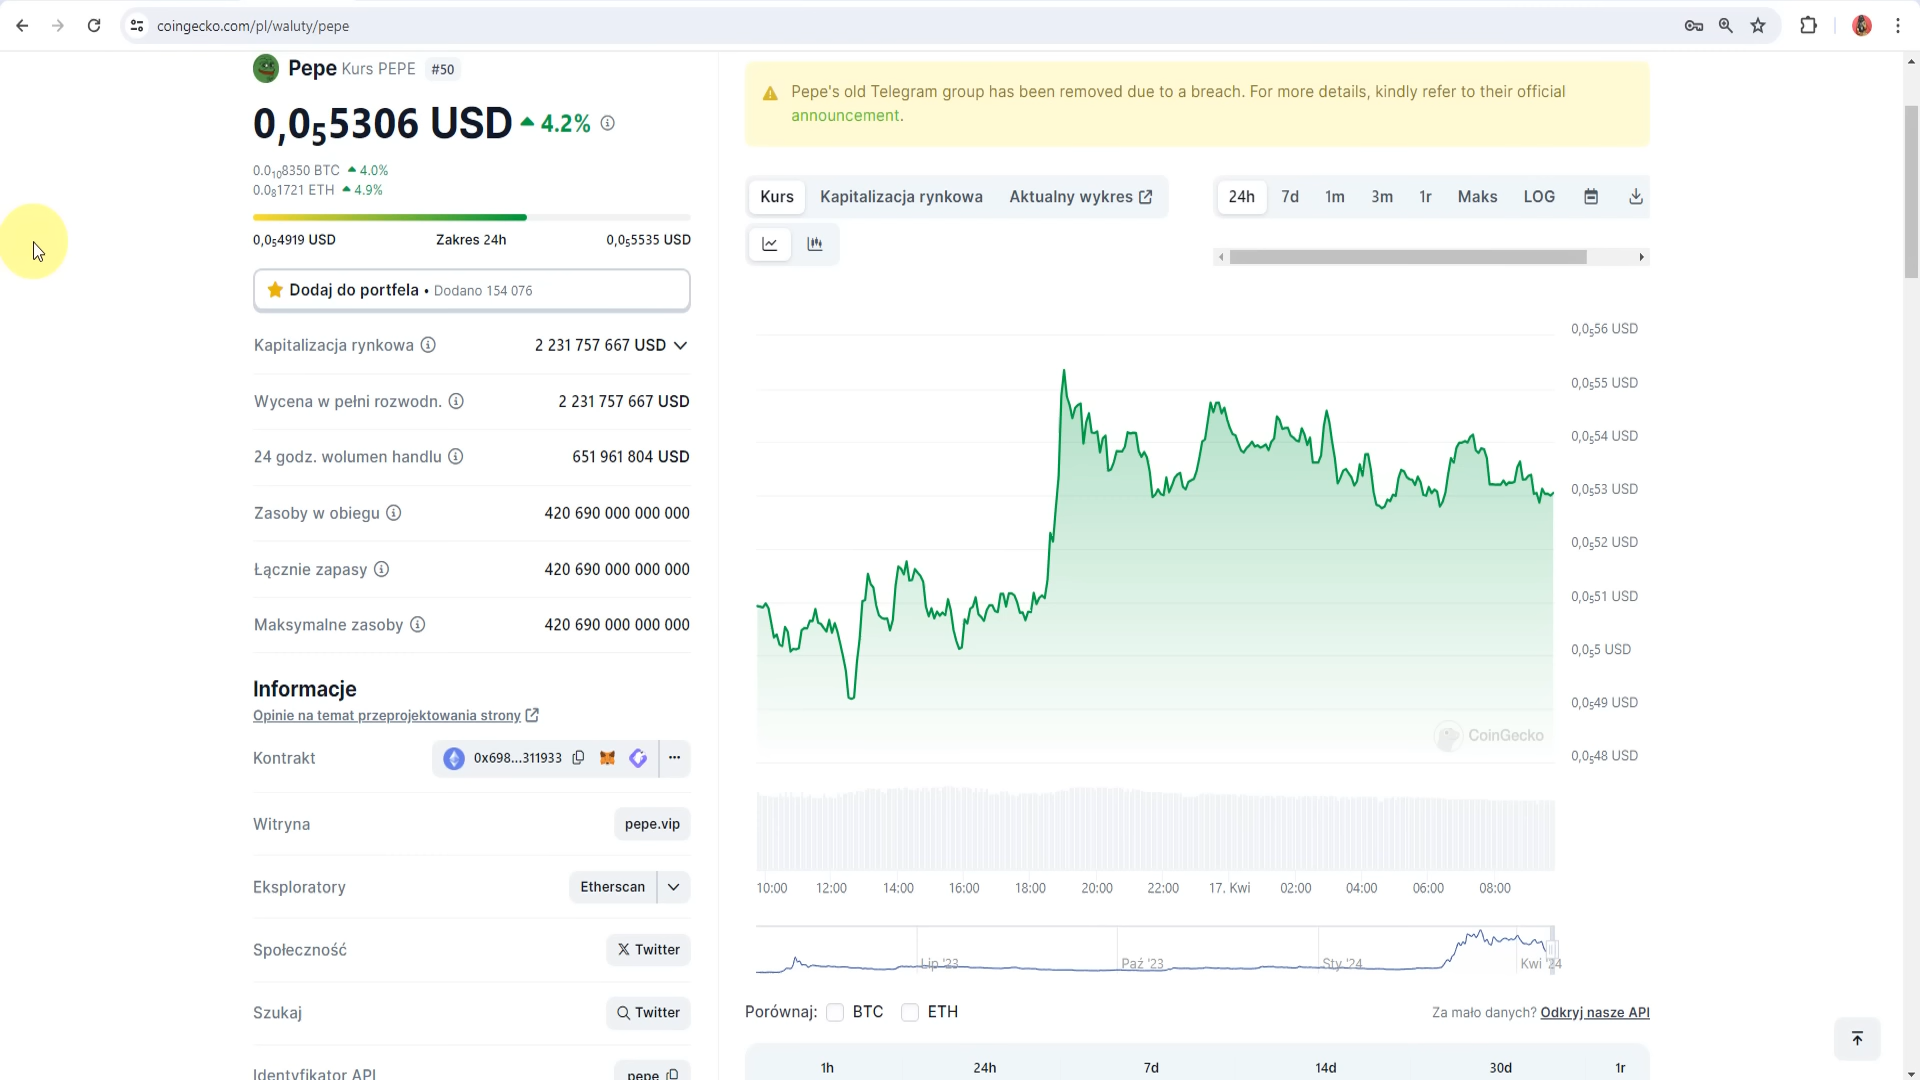 coingecko.com/pl/waluty/pepe
Pepe Kurs PEPE #50
0,0₅5306 USD 4.2%
0.0₁₀8350 BTC 4.0%
0.0₈1721 ETH 4.9%
0,0₅4919 USD Zakres 24h 0,0₅5535 USD
Dodaj do portfela • Dodano 154 076
Kapitalizacja rynkowa 2 231 757 667 USD
Wycena w pełni rozwodn. 2 231 757 667 USD
24 godz. wolumen handlu 651 961 804 USD
Zasoby w obiegu 420 690 000 000 000
Łącznie zapasy 420 690 000 000 000
Maksymalne zasoby 420 690 000 000 000
Informacje
Opinie na temat przeprojektowania strony
Kontrakt 0x698...311933
Witryna pepe.vip
Eksploratory Etherscan
Społeczność X Twitter
Szukaj Twitter
Identyfikator API pepe
Pepe's old Telegram group has been removed due to a breach. For more details, kindly refer to their official
announcement.
Kurs Kapitalizacja rynkowa Aktualny wykres 24h 7d 1m 3m 1r Maks LOG
0,0₅56 USD
0,0₅55 USD
0,0₅54 USD
0,0₅53 USD
0,0₅52 USD
0,0₅51 USD
0,0₅5 USD
0,0₅49 USD
CoinGecko
0,0₅48 USD
10:00 12:00 14:00 16:00 18:00 20:00 22:00 17. Kwi 02:00 04:00 06:00 08:00
Lip '23 Paź '23 Sty '24 Kwi '24
Porównaj: BTC ETH Za mało danych? Odkryj nasze API
1h 24h 7d 14d 30d 1r